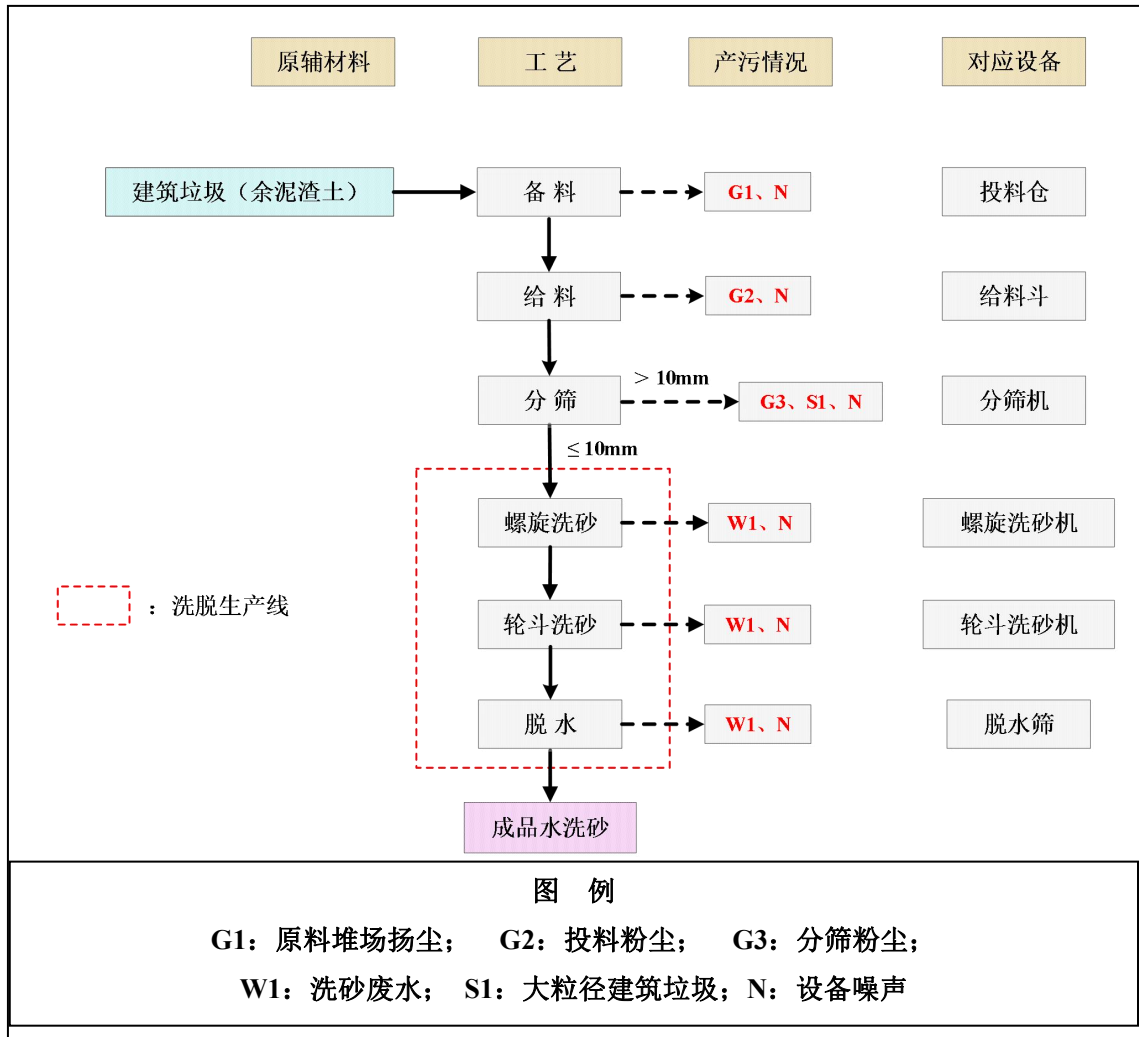 原辅材料 工 艺 产污情况 对应设备
建筑垃圾（余泥渣土） 备 料 G1、N 投料仓
给 料 G2、N 给料斗
＞10mm
分 筛 G3、S1、N 分筛机
≤10mm
螺旋洗砂 W1、N 螺旋洗砂机
：洗脱生产线 轮斗洗砂 W1、N 轮斗洗砂机
脱 水 W1、N 脱水筛
成品水洗砂
图 例
G1：原料堆场扬尘； G2：投料粉尘； G3：分筛粉尘；
W1：洗砂废水； S1：大粒径建筑垃圾；N：设备噪声